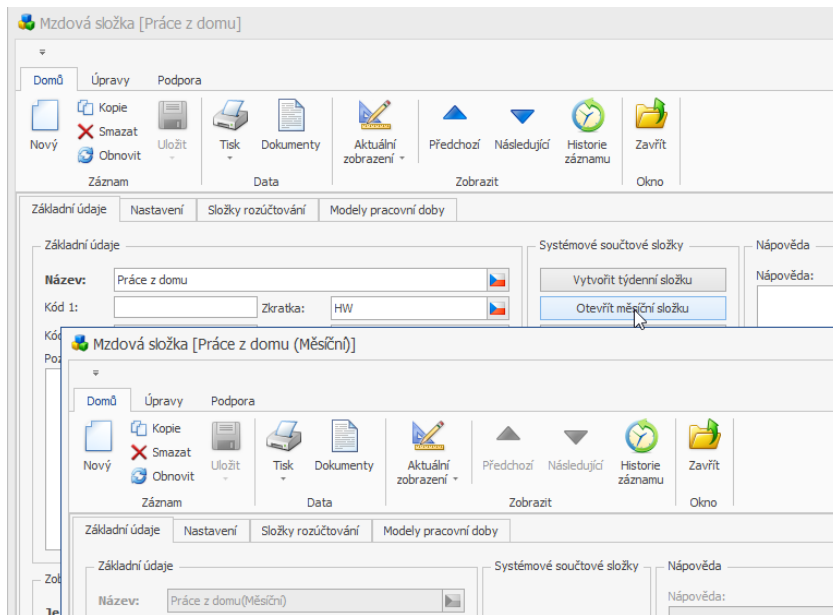 Mzdová složka [Práce z domu]
Domů Úpravy Podpora
Nový
Kopie
Smazat
Obnovit
Uložit
Záznam
Tisk
Dokumenty
Data
Aktuální
zobrazení
Předchozí
Následující
Historie
záznamu
Zobrazit
Zavřít
Okno
Základní údaje Nastavení Složky rozúčtování Modely pracovní doby
Základní údaje
Název: Práce z domu
Kód 1: Zkratka: HW
Systémové součtové složky
Vytvořit týdenní složku
Otevřít měsíční složku
Nápověda
Nápověda:
Mzdová složka [Práce z domu (Měsíční)]
Domů Úpravy Podpora
Nový
Kopie
Smazat
Obnovit
Uložit
Záznam
Tisk
Dokumenty
Data
Aktuální
zobrazení
Předchozí
Následující
Historie
záznamu
Zobrazit
Zavřít
Okno
Základní údaje Nastavení Složky rozúčtování Modely pracovní doby
Základní údaje
Název: Práce z domu(Měsíční)
Systémové součtové složky
Nápověda
Nápověda: